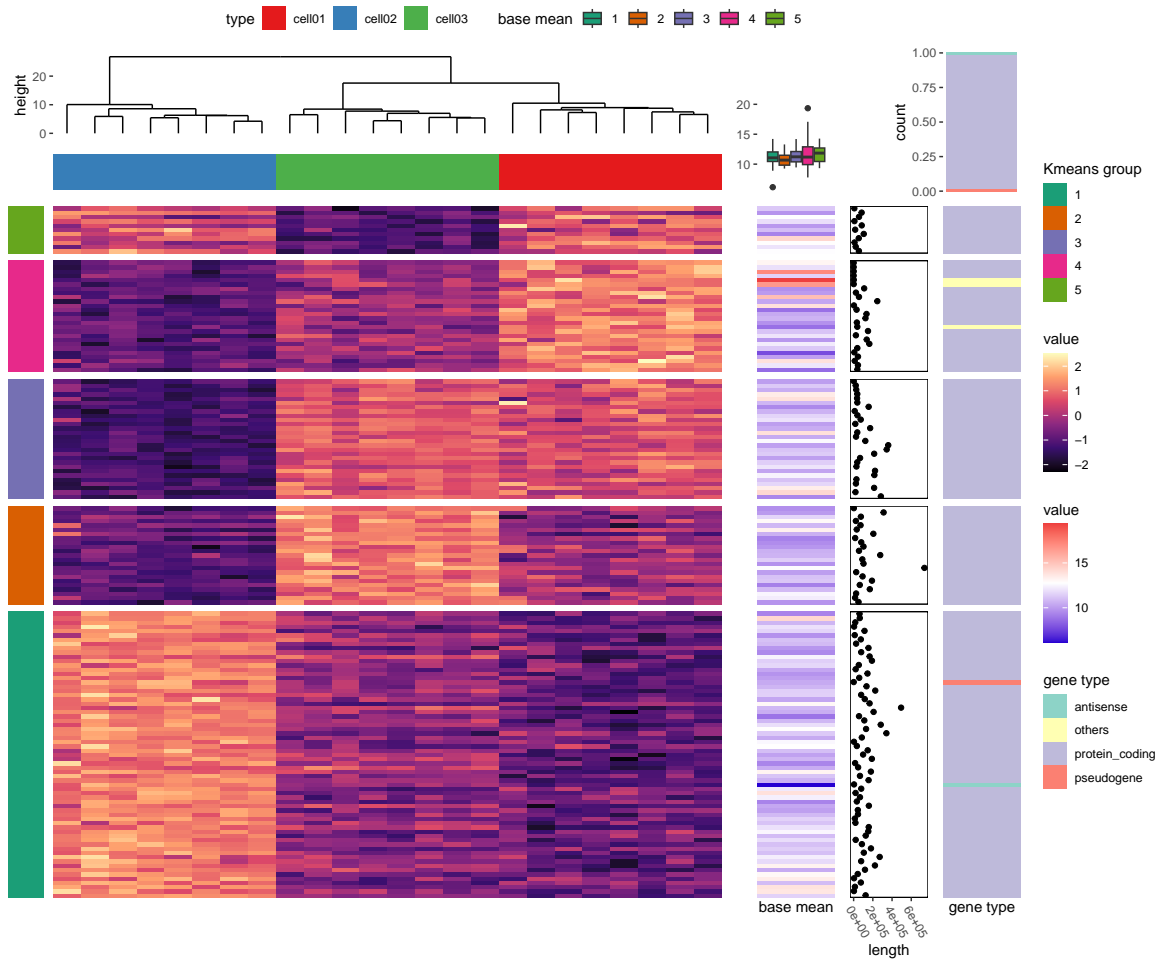 type cell01 cell02 cell03 base mean 1 2 3 4 5
height
20
10
0
20
15
10
count
1.00
0.75
0.50
0.25
0.00
Kmeans group
1
2
3
4
5
value
2
1
0
−1
−2
value
15
10
gene type
antisense
others
protein_coding
pseudogene
base mean
0e+00
2e+05
4e+05
6e+05
length
gene type